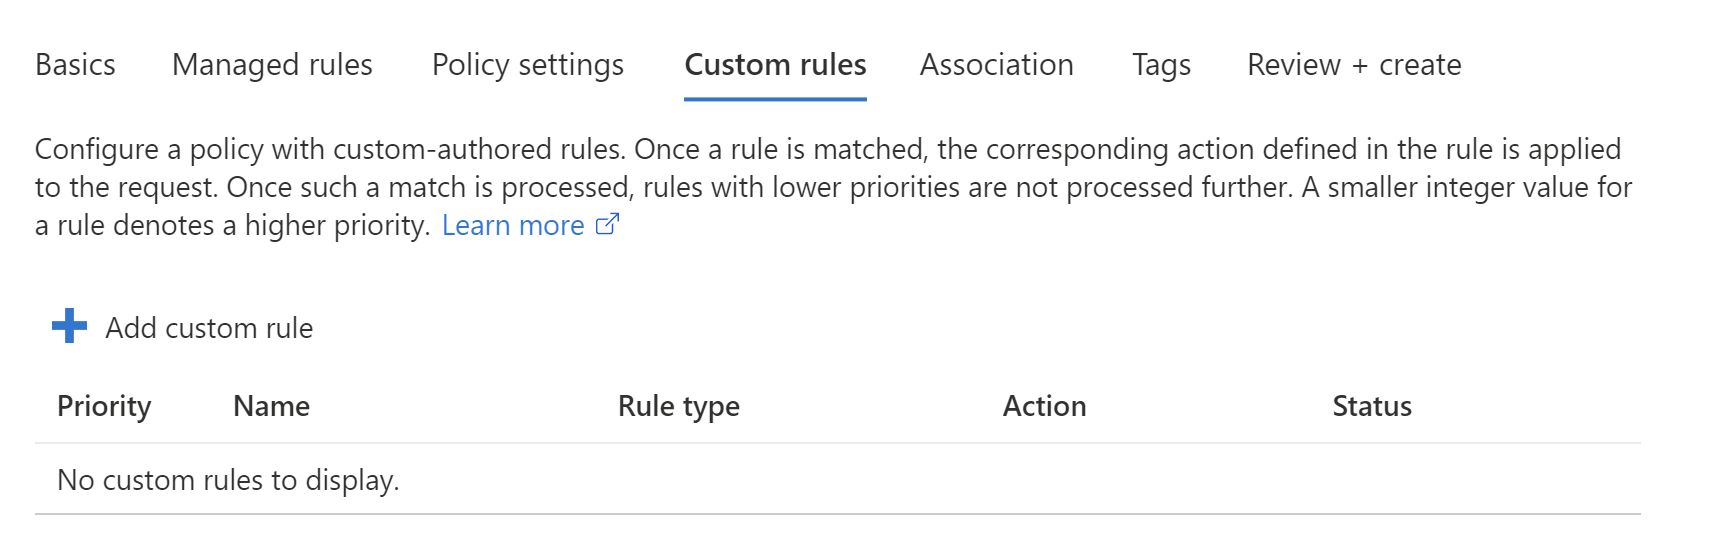 Basics Managed rules Policy settings Custom rules Association Tags Review + create
Configure a policy with custom-authored rules. Once a rule is matched, the corresponding action defined in the rule is applied
to the request. Once such a match is processed, rules with lower priorities are not processed further. A smaller integer value for
a rule denotes a higher priority. Learn more
Add custom rule
Priority Name Rule type Action Status
No custom rules to display.